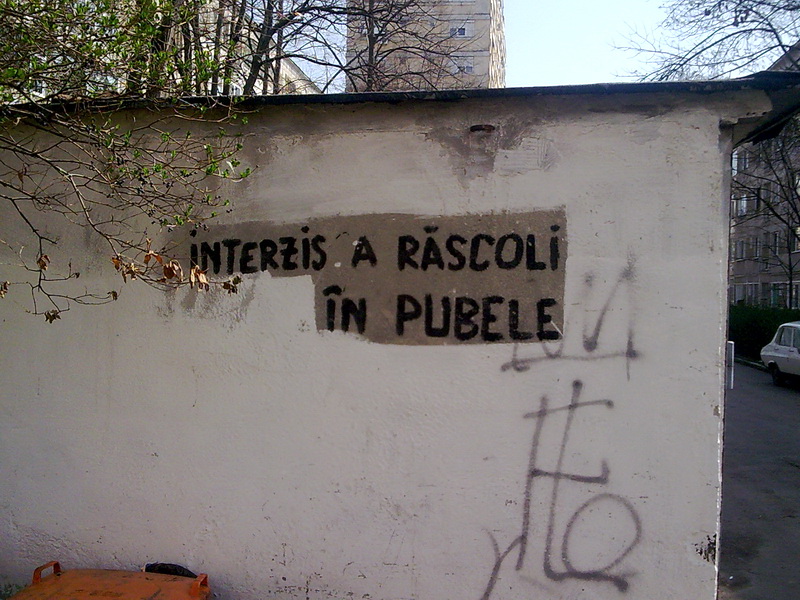 INTERZIS A RĂSCOLI
ÎN PUBELE